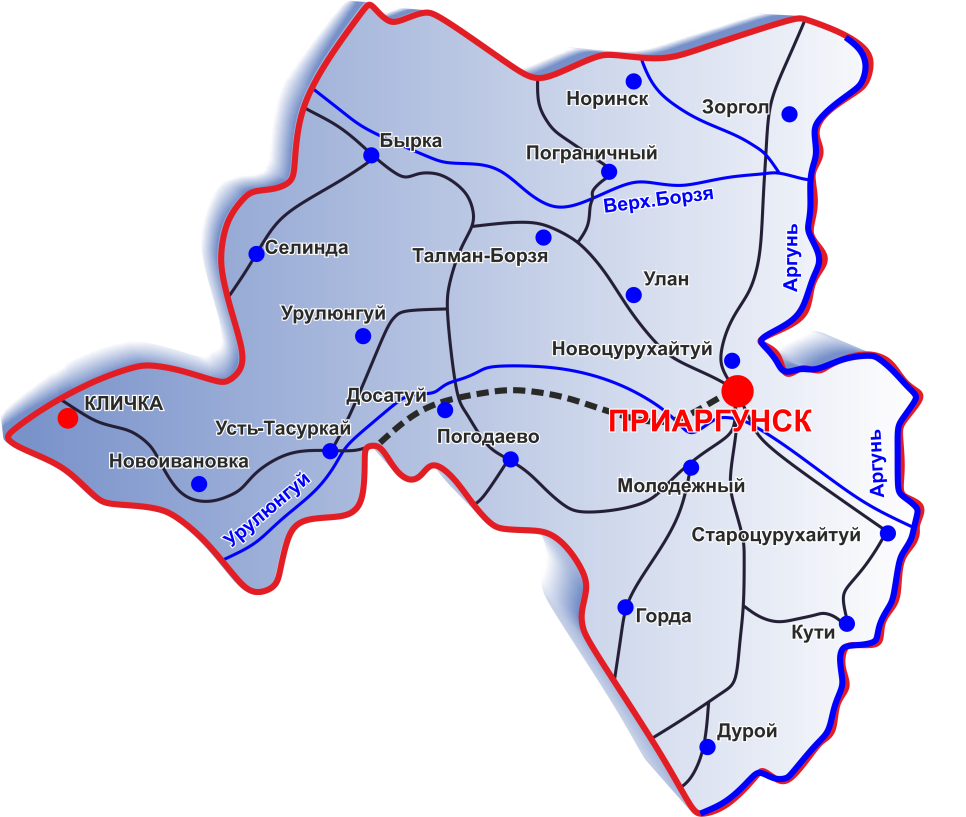 Норинск
Зоргол
Бырка
Пограничный
Верх.Борзя
Селинда
Талман-Борзя
Аргунь
Улан
Урулюнгуй
Новоцурухайтуй
Досатуй
КЛИЧКА
ПРИАРГУНСК
Усть-Тасуркай
Погодаево
Новоивановка
Аргунь
Молодежный
Урулюнгуй
Староцурухайтуй
Горда
Кути
Дурой